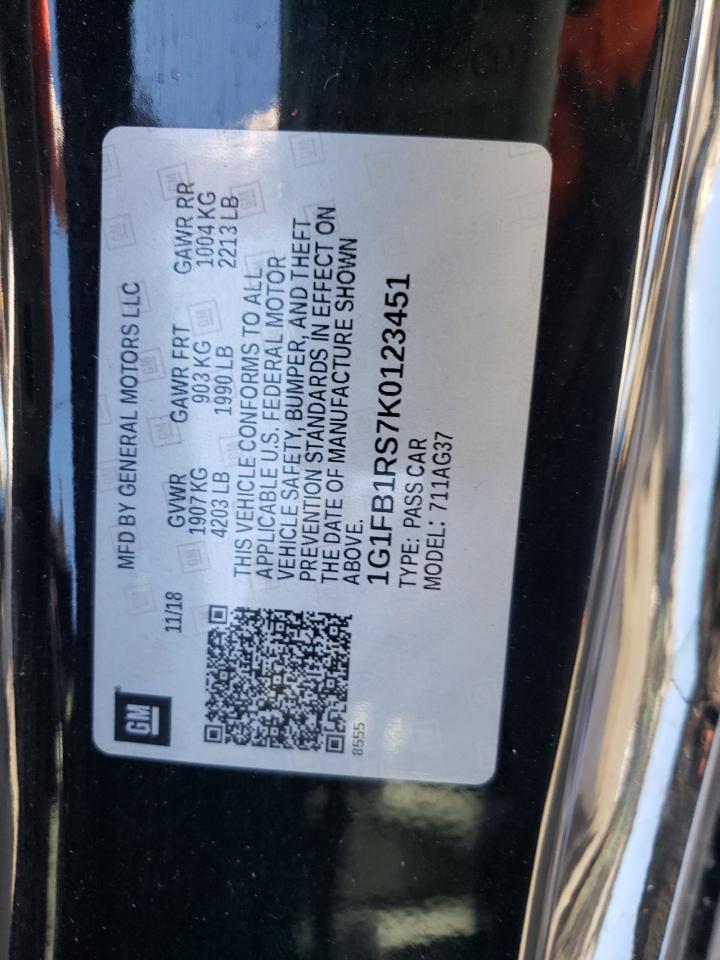 GM
MFD BY GENERAL MOTORS LLC
11/18
GVWR GAWR FRT GAWR RR
1907 KG 903 KG 1004 KG
4203 LB 1990 LB 2213 LB
THIS VEHICLE CONFORMS TO ALL
APPLICABLE U.S. FEDERAL MOTOR
VEHICLE SAFETY, BUMPER, AND THEFT
PREVENTION STANDARDS IN EFFECT ON
THE DATE OF MANUFACTURE SHOWN
ABOVE.
1G1FB1RS7K0123451
TYPE: PASS CAR
MODEL: 711AG37
8555